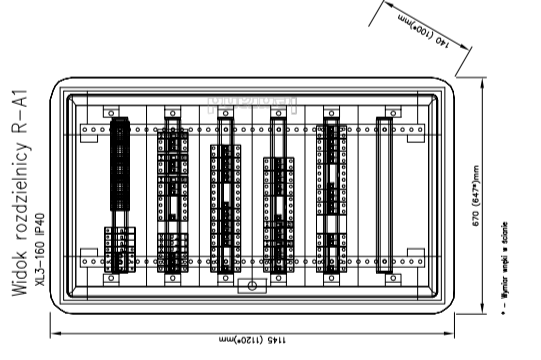 Widok rozdzielnicy R-A1
XL3-160 IP40
140 (100*)mm
670 (647*)mm
1145 (1120*)mm
* - Wymiar wnęki w ścianie